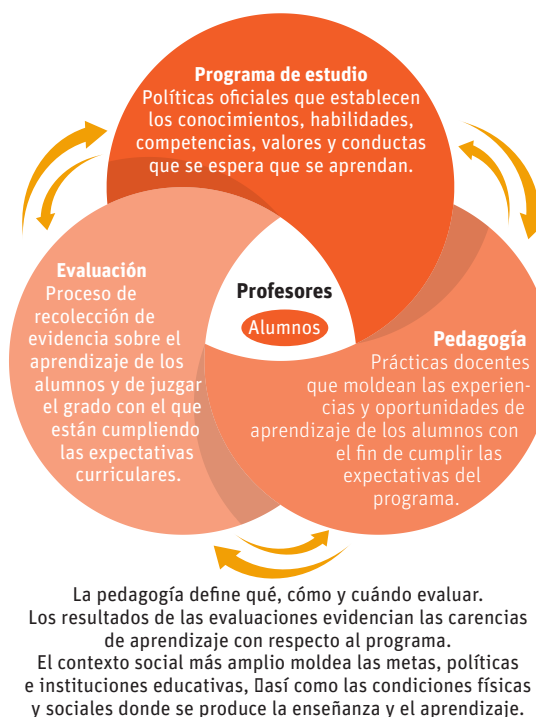 Programa de estudio
Políticas oficiales que establecen
los conocimientos, habilidades,
competencias, valores y conductas
que se espera que se aprendan.
Evaluación
Proceso de
recolección de
evidencia sobre el
aprendizaje de los
alumnos y de juzgar
el grado con el que
están cumpliendo
las expectativas
curriculares.
Profesores
Alumnos
Pedagogía
Prácticas docentes
que moldean las experien-
cias y oportunidades de
aprendizaje de los alumnos con
el fin de cumplir las
expectativas del
programa.
La pedagogía define qué, cómo y cuándo evaluar.
Los resultados de las evaluaciones evidencian las carencias
de aprendizaje con respecto al programa.
El contexto social más amplio moldea las metas, políticas
e instituciones educativas, así como las condiciones físicas
y sociales donde se produce la enseñanza y el aprendizaje.